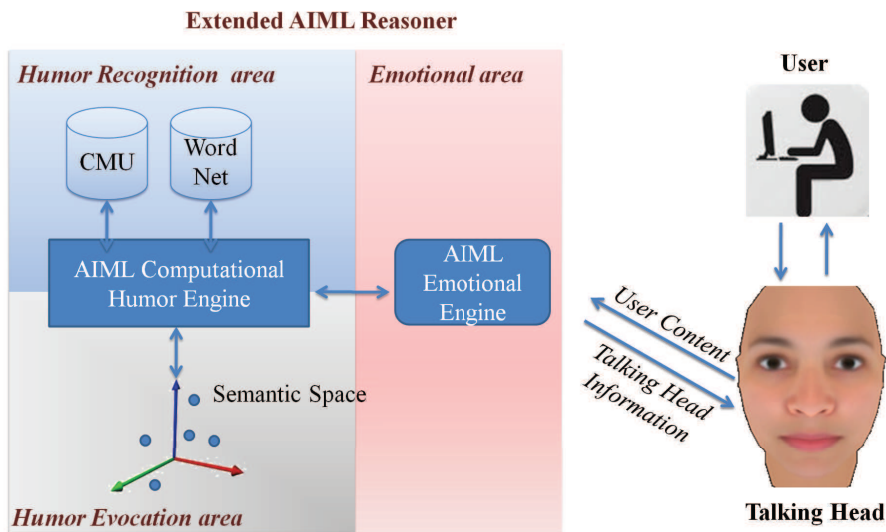 Extended AIML Reasoner
Humor Recognition area
Emotional area
User
CMU
Word
Net
AIML Computational
Humor Engine
AIML
Emotional
Engine
User Content
Talking Head
Information
Semantic Space
Humor Evocation area
Talking Head